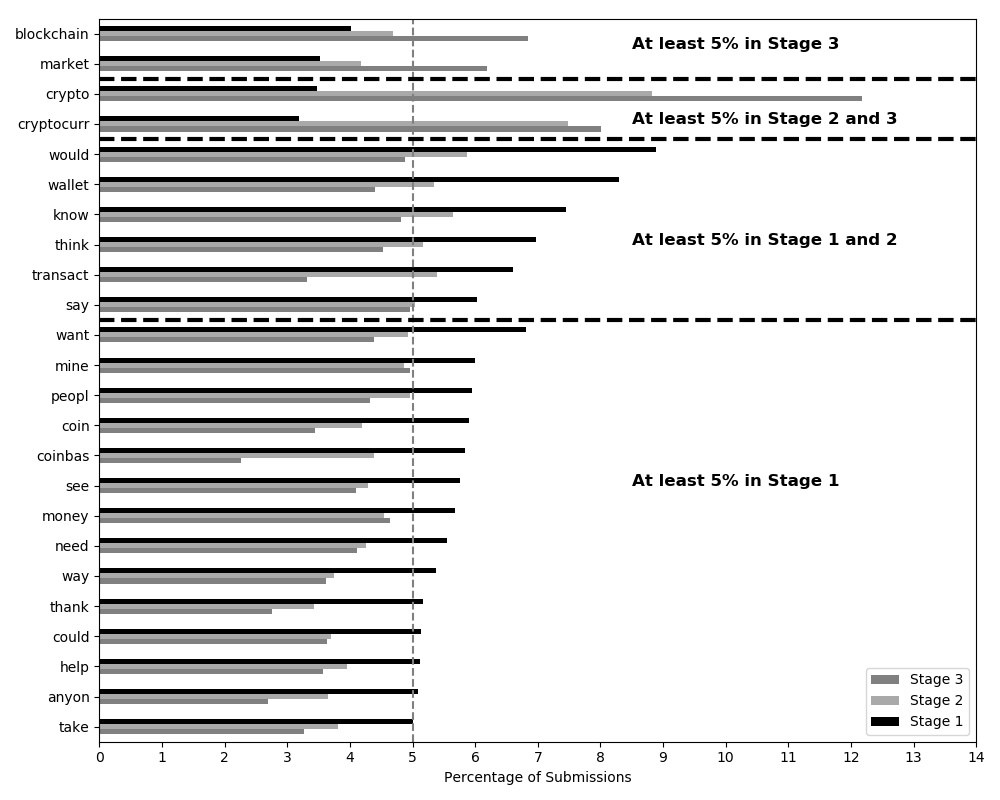 blockchain
At least 5% in Stage 3
market
crypto
cryptocurr
At least 5% in Stage 2 and 3
would
wallet
know
think
At least 5% in Stage 1 and 2
transact
say
want
mine
peopl
coin
coinbas
see
At least 5% in Stage 1
money
need
way
thank
could
help
anyon
take
Stage 3
Stage 2
Stage 1
0 1 2 3 4 5 6 7 8 9 10 11 12 13 14
Percentage of Submissions